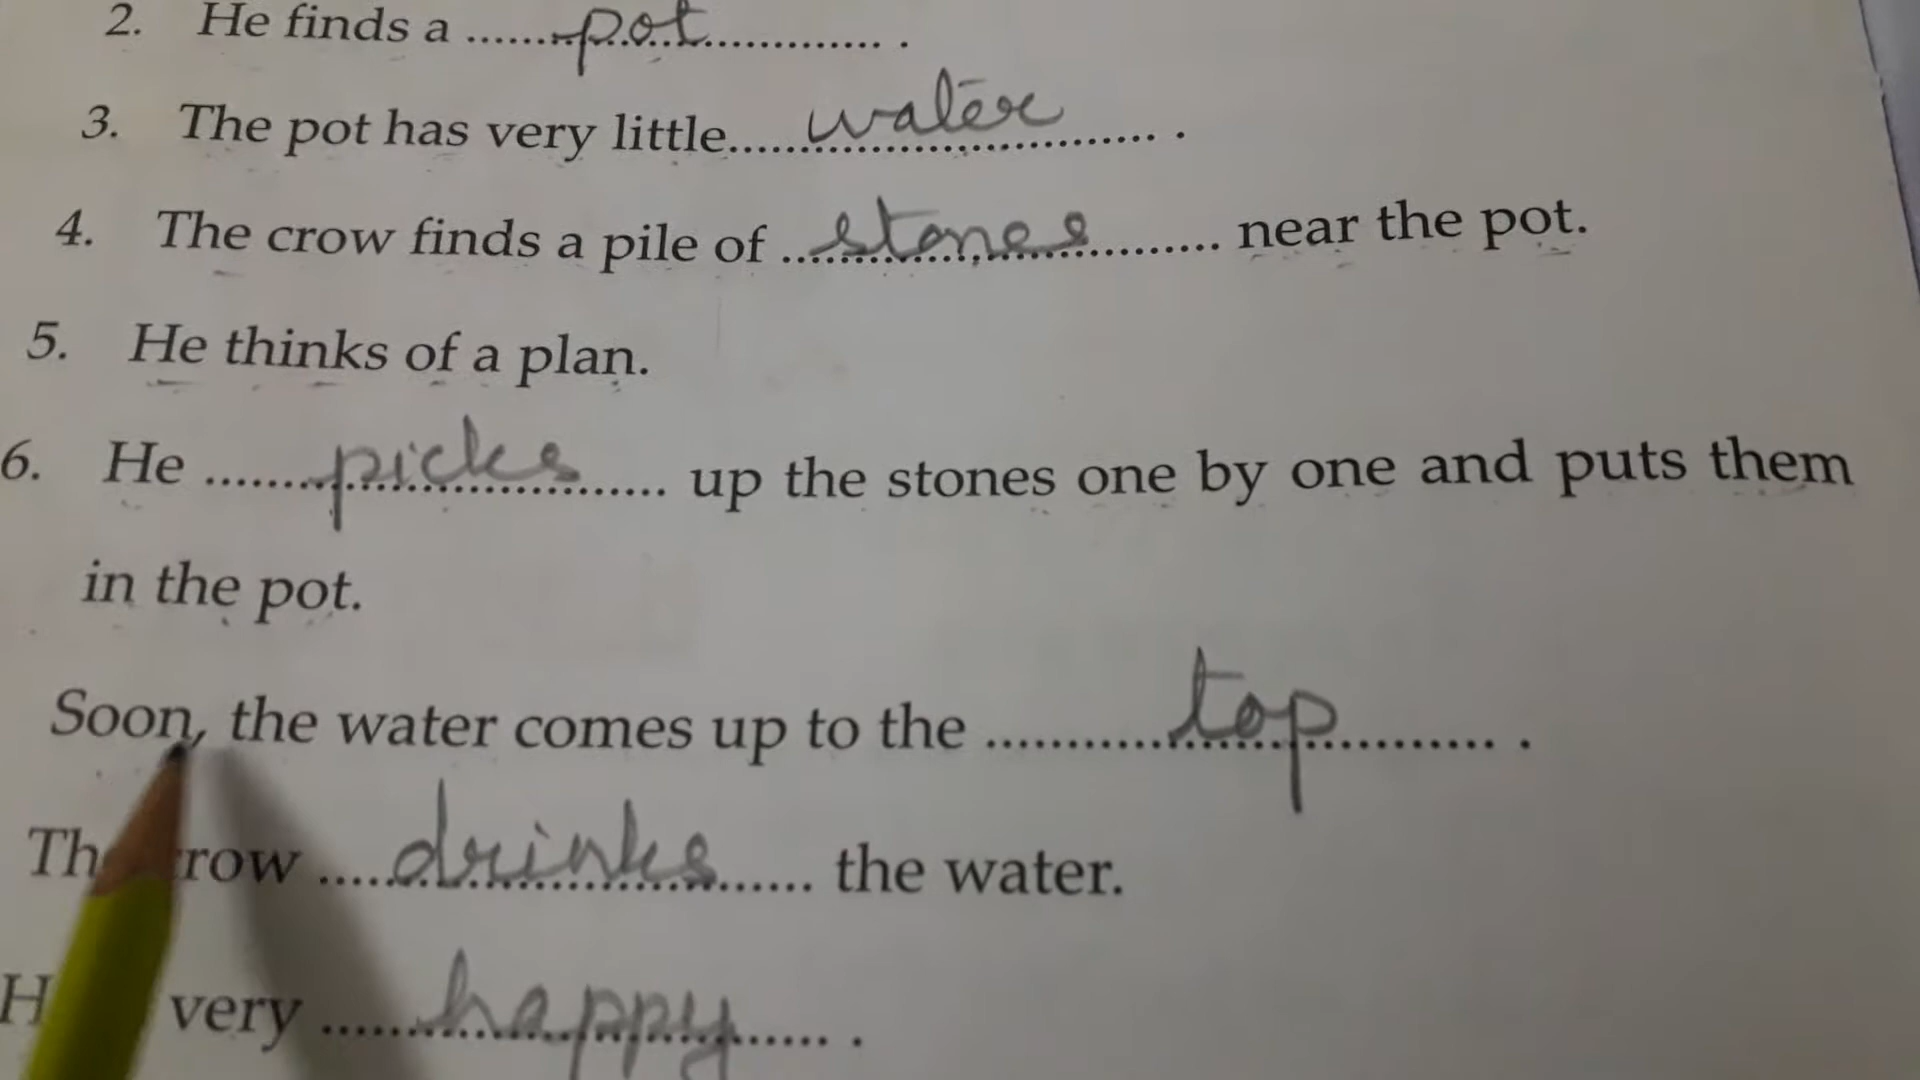 2. He finds a ......pot............... .
3. The pot has very little.....water.......... .
4. The crow finds a pile of ....stones.......... near the pot.
5. He thinks of a plan.
6. He .......picks........ up the stones one by one and puts them
in the pot.
Soon, the water comes up to the ............top............ .
Th row ....drinks....... the water.
H very .....happy....... .